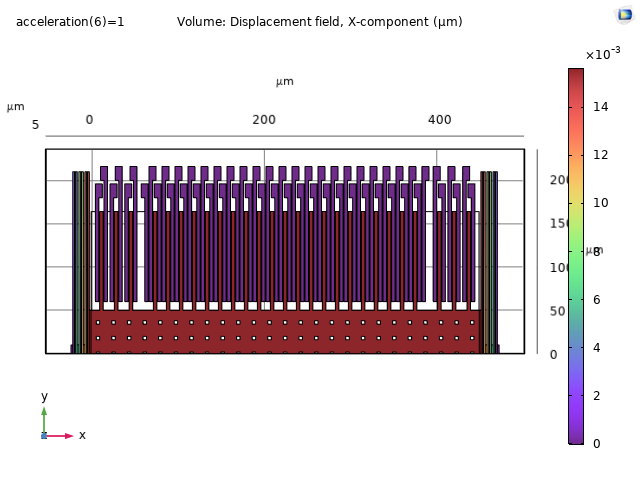 acceleration(6)=1 Volume: Displacement field, X-component (μm)
×10⁻³
μm
μm
5 0 200 400
14
12
200
10
150
μm
8
100
6
50
4
0
2
y
x
z
0